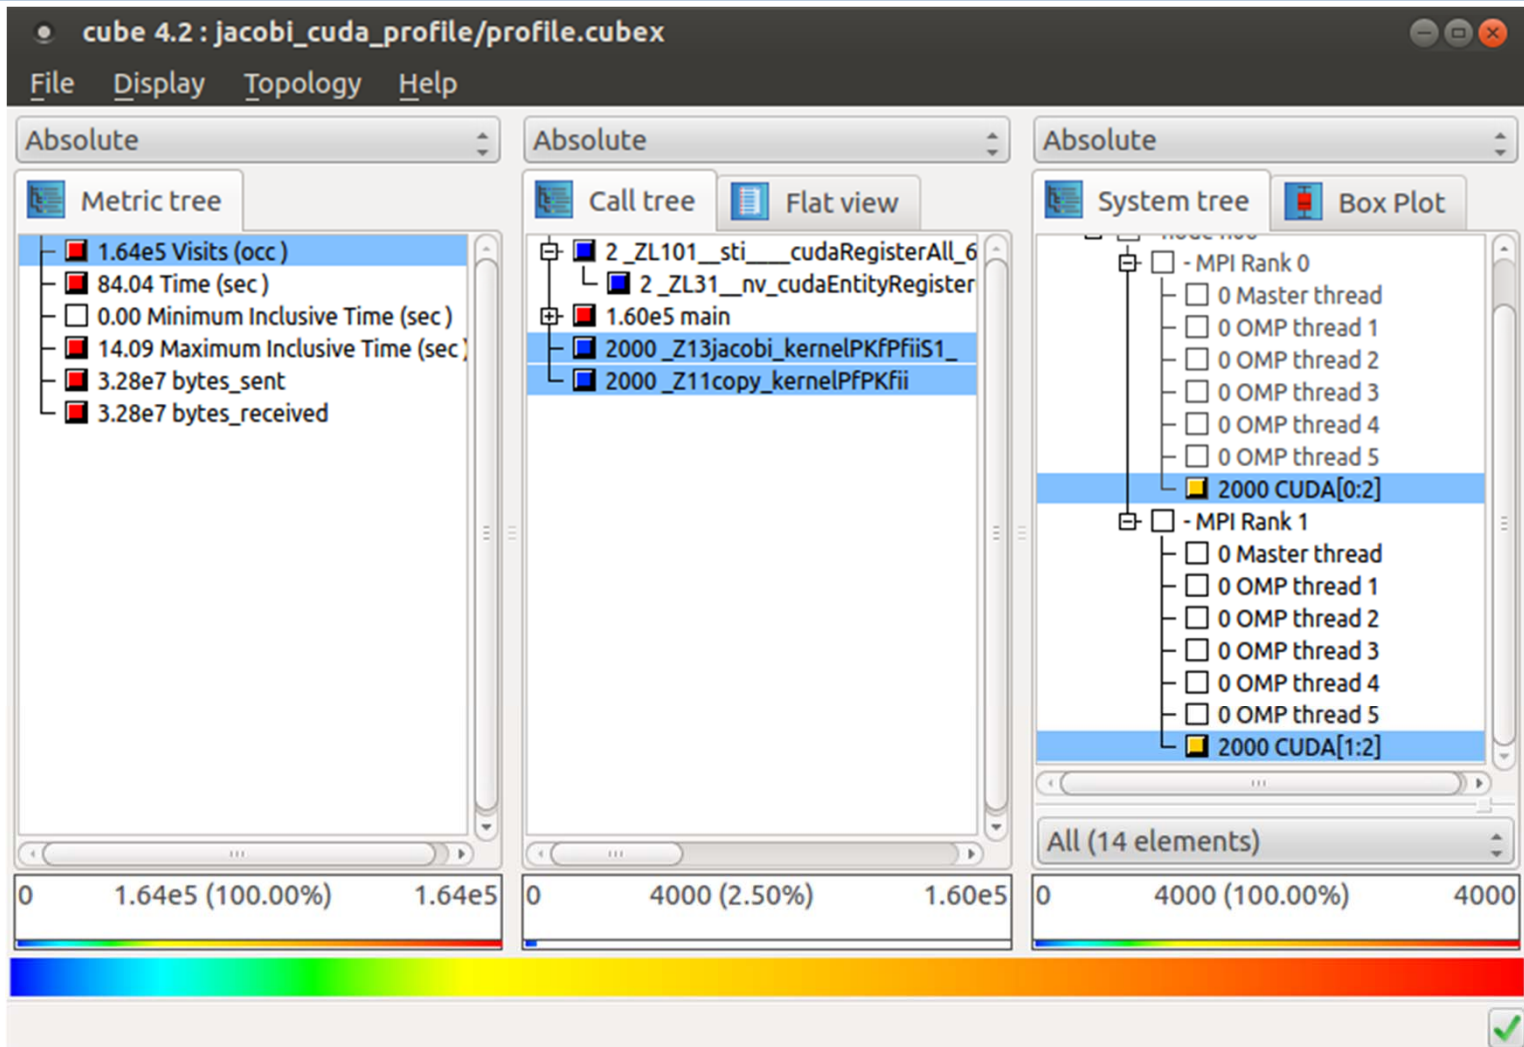 cube 4.2 : jacobi_cuda_profile/profile.cubex
File Display Topology Help
Absolute
Metric tree
1.64e5 Visits (occ )
84.04 Time (sec )
0.00 Minimum Inclusive Time (sec )
14.09 Maximum Inclusive Time (sec )
3.28e7 bytes_sent
3.28e7 bytes_received
0 1.64e5 (100.00%) 1.64e5
Absolute
Call tree Flat view
2 _ZL101__sti____cudaRegisterAll_6
2 _ZL31__nv_cudaEntityRegister
1.60e5 main
2000 _Z13jacobi_kernelPKfPfiiS1_
2000 _Z11copy_kernelPfPKfii
0 4000 (2.50%) 1.60e5
Absolute
System tree Box Plot
- MPI Rank 0
0 Master thread
0 OMP thread 1
0 OMP thread 2
0 OMP thread 3
0 OMP thread 4
0 OMP thread 5
2000 CUDA[0:2]
- MPI Rank 1
0 Master thread
0 OMP thread 1
0 OMP thread 2
0 OMP thread 3
0 OMP thread 4
0 OMP thread 5
2000 CUDA[1:2]
All (14 elements)
0 4000 (100.00%) 4000